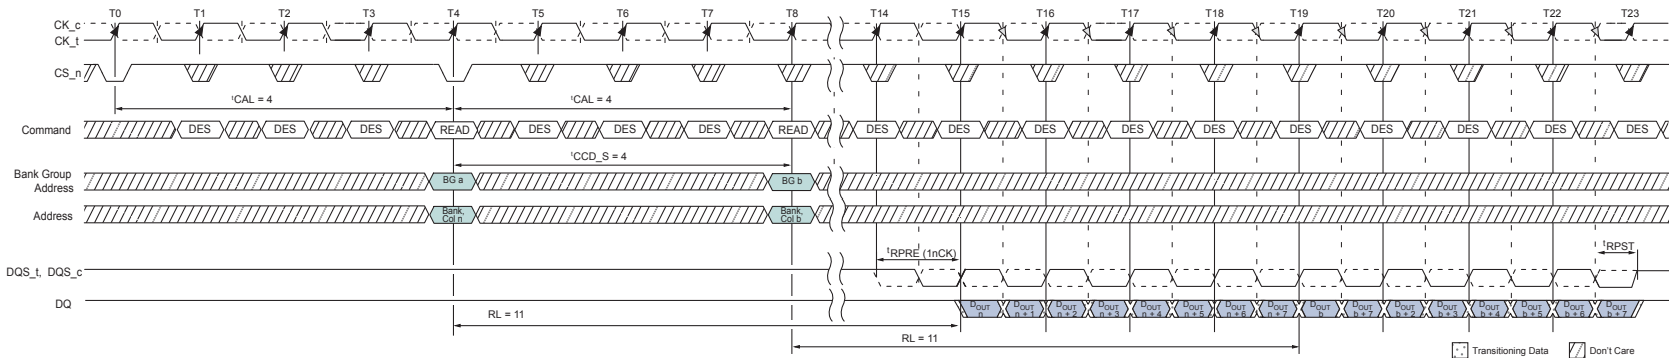 T0 T1 T2 T3 T4 T5 T6 T7 T8 T14 T15 T16 T17 T18 T19 T20 T21 T22 T23
CK_c
CK_t
CS_n
tCAL = 4 tCAL = 4
Command DES DES DES READ DES DES DES READ DES DES DES DES DES DES DES DES DES DES
tCCD_S = 4
Bank Group
Address
BG a BG b
Address
Bank,
Col n
Bank,
Col b
tRPRE (1nCK) tRPST
DQS_t, DQS_c
DQ
DOUT DOUT DOUT DOUT DOUT DOUT DOUT DOUT DOUT DOUT DOUT DOUT DOUT DOUT DOUT DOUT
n n + 1 n + 2 n + 3 n + 4 n + 5 n + 6 n + 7 b b + 7 b + 2 b + 3 b + 4 b + 5 b + 6 b + 7
RL = 11
RL = 11
Transitioning Data Don't Care